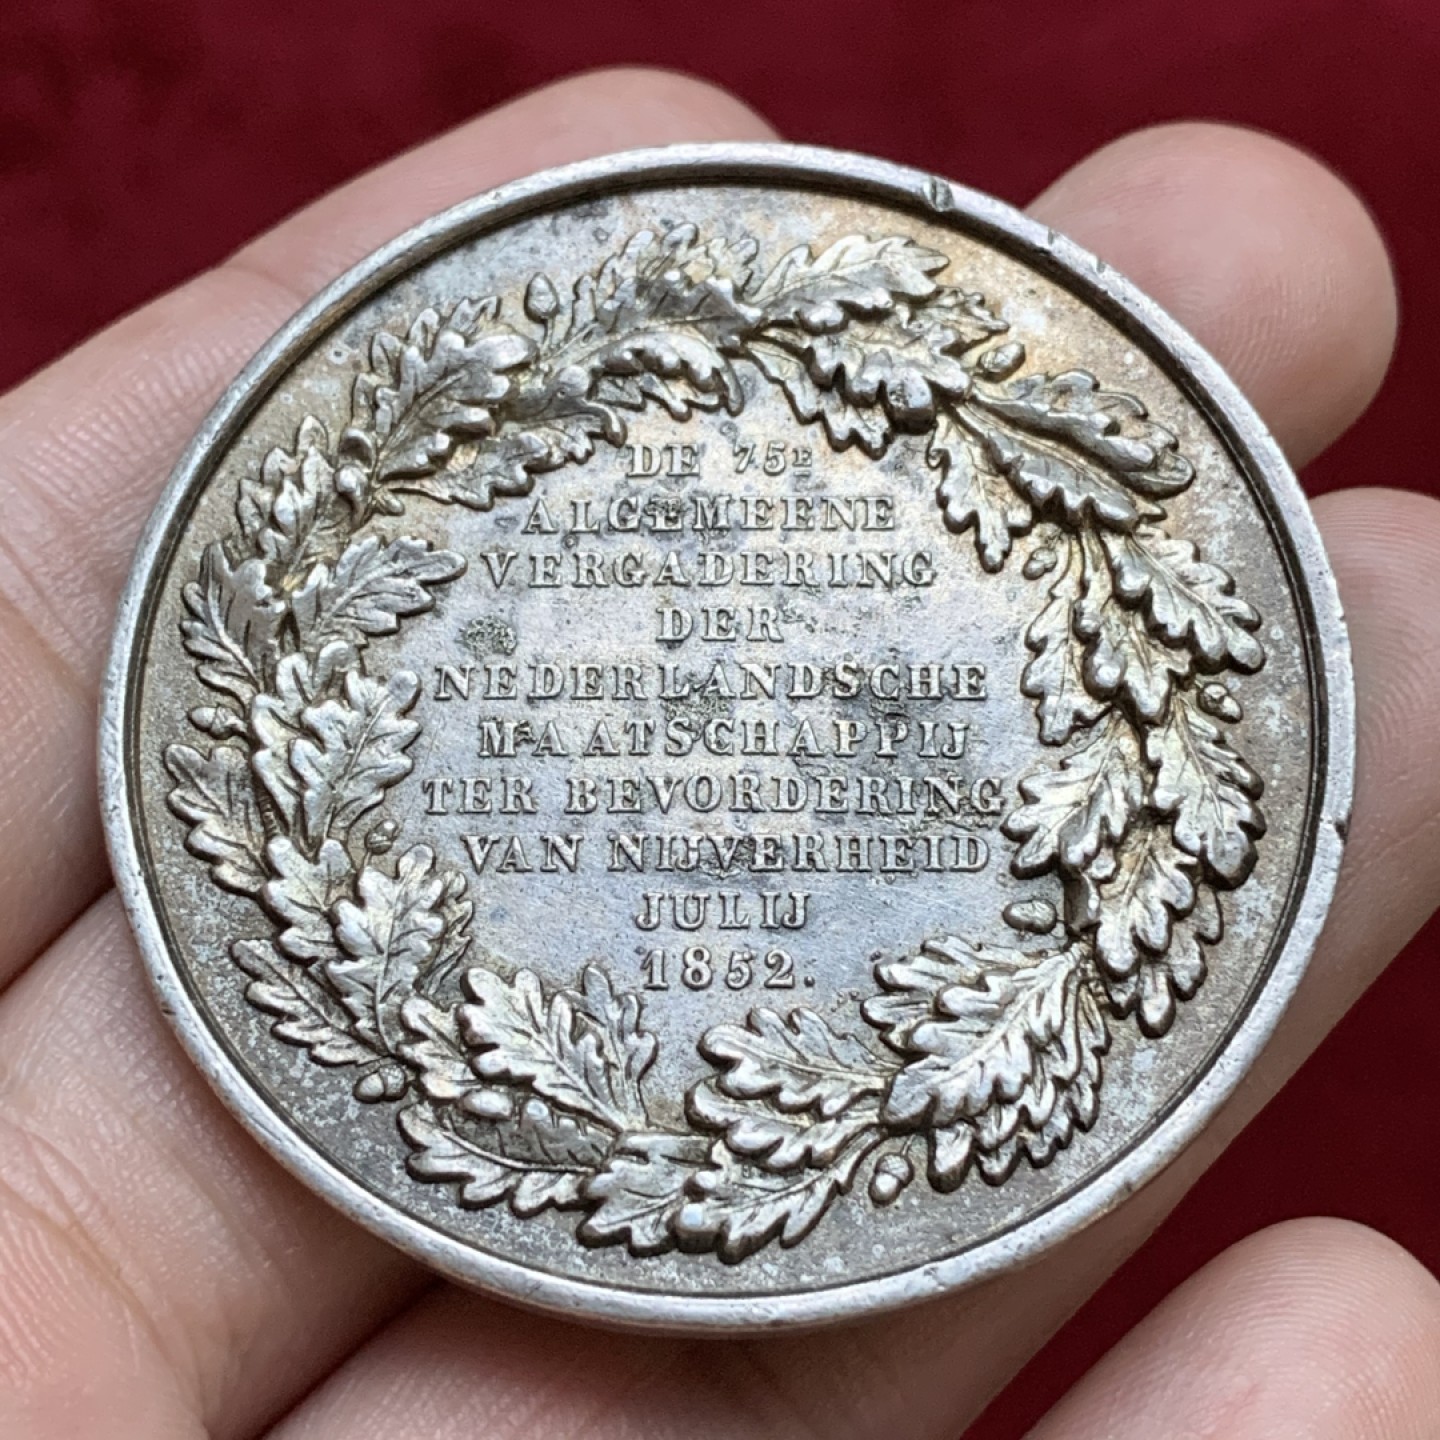 DE 75E
ALGEMEENE
VERGADERING
DER
NEDERLANDSCHE
MAATSCHAPPIJ
TER BEVORDERING
VAN NIJVERHEID
JULIJ
1852.